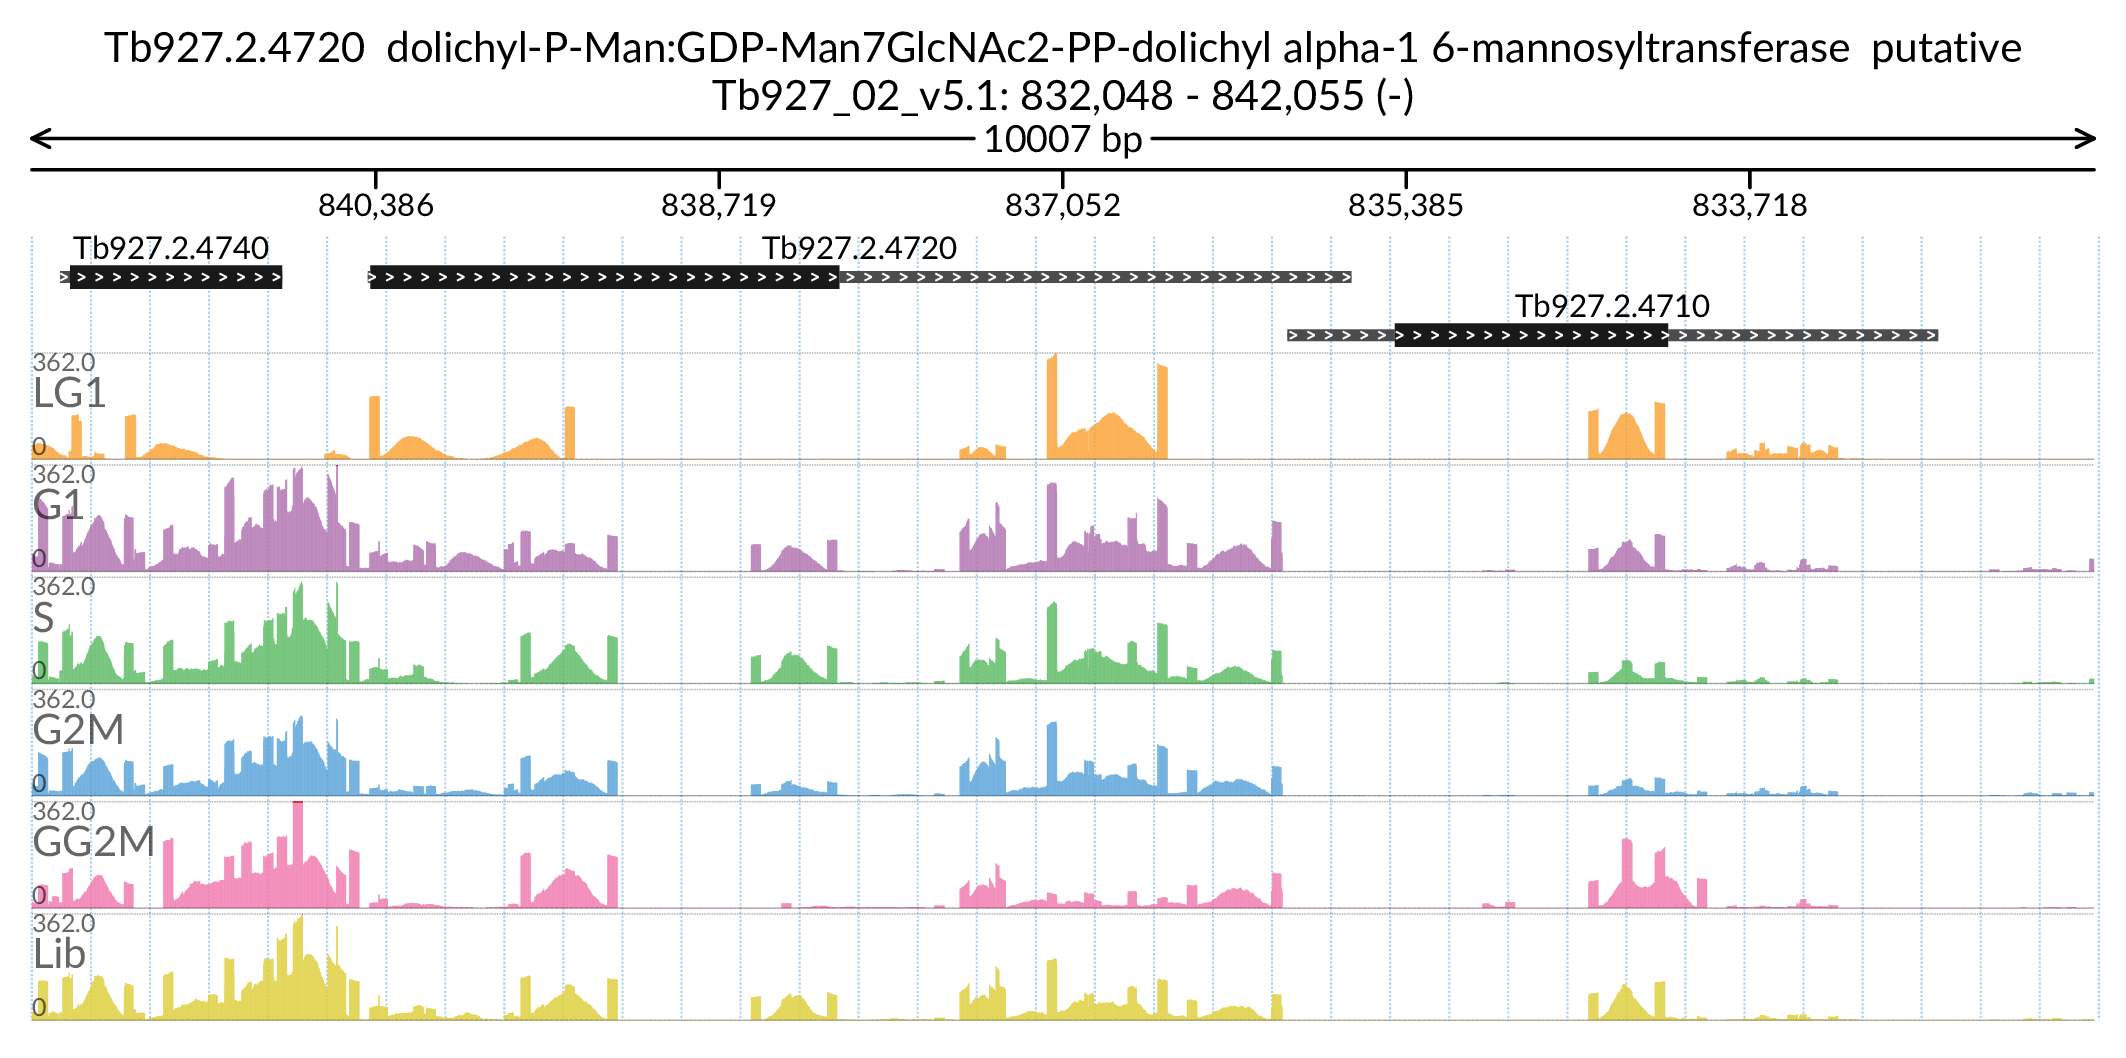 Tb927.2.4720  dolichyl-P-Man:GDP-Man7GlcNAc2-PP-dolichyl alpha-1 6-mannosyltransferase  putative
Tb927_02_v5.1: 832,048 - 842,055 (-)
10007 bp
840,386 838,719 837,052 835,385 833,718
Tb927.2.4740 Tb927.2.4720
Tb927.2.4710
362.0
LG1
0
362.0
G1
0
362.0
S
0
362.0
G2M
0
362.0
GG2M
0
362.0
Lib
0